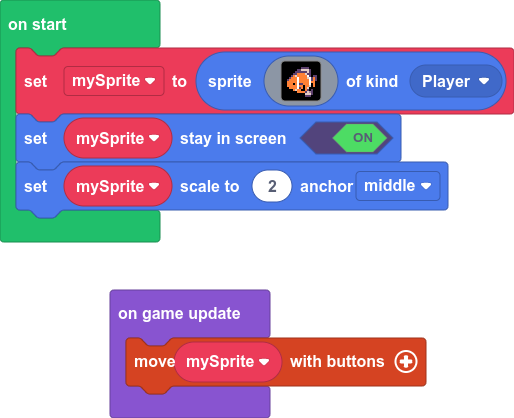 on start
set mySprite to sprite of kind Player
set mySprite stay in screen ON
set mySprite scale to 2 anchor middle
on game update
move mySprite with buttons